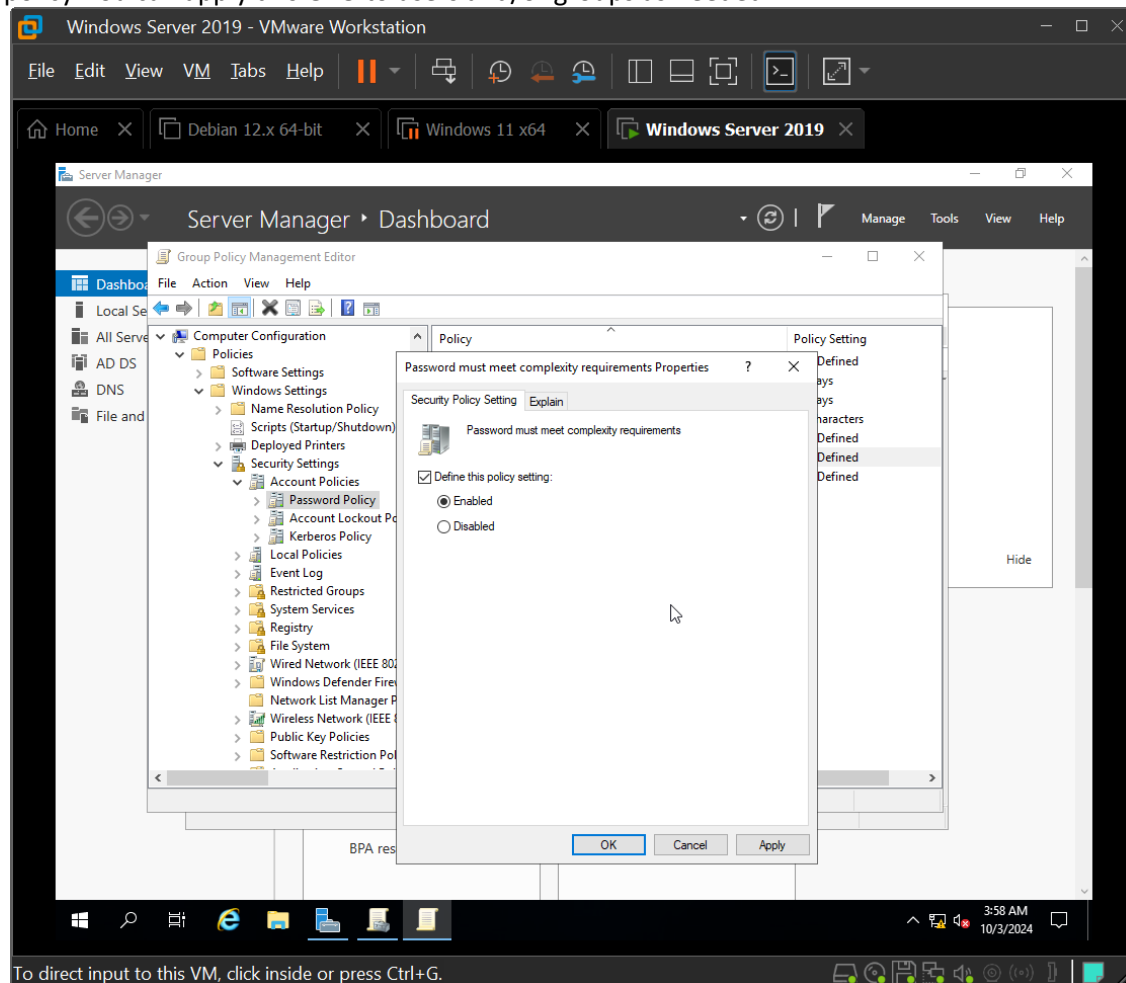 Windows Server 2019 - VMware Workstation
File Edit View VM Tabs Help
Home Debian 12.x 64-bit Windows 11 x64 Windows Server 2019
Server Manager
Server Manager • Dashboard Manage Tools View Help
Group Policy Management Editor
File Action View Help
Dashboa
Local Se
All Serve
AD DS
DNS
File and
Computer Configuration
Policies
Software Settings
Windows Settings
Name Resolution Policy
Scripts (Startup/Shutdown)
Deployed Printers
Security Settings
Account Policies
Password Policy
Account Lockout Po
Kerberos Policy
Local Policies
Event Log
Restricted Groups
System Services
Registry
File System
Wired Network (IEEE 802
Windows Defender Firew
Network List Manager P
Wireless Network (IEEE 8
Public Key Policies
Software Restriction Pol
Policy Policy Setting
Defined
ays
ays
haracters
Defined
Defined
Defined
Password must meet complexity requirements Properties ?
Security Policy Setting Explain
Password must meet complexity requirements
Define this policy setting:
Enabled
Disabled
OK Cancel Apply
Hide
BPA res
3:58 AM
10/3/2024
To direct input to this VM, click inside or press Ctrl+G.